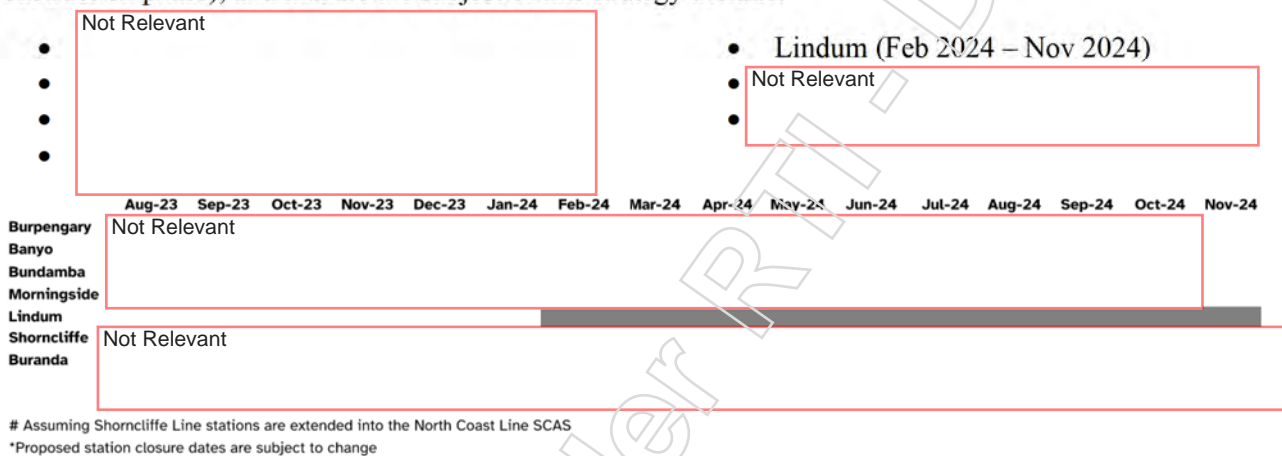 Not Relevant
• Lindum (Feb 2024 – Nov 2024)
Not Relevant
Aug-23 Sep-23 Oct-23 Nov-23 Dec-23 Jan-24 Feb-24 Mar-24 Apr-24 May-24 Jun-24 Jul-24 Aug-24 Sep-24 Oct-24 Nov-24
Burpengary
Not Relevant
Banyo
Bundamba
Morningside
Lindum
Shorncliffe
Not Relevant
Buranda
# Assuming Shorncliffe Line stations are extended into the North Coast Line SCAS
*Proposed station closure dates are subject to change
der RTI - D